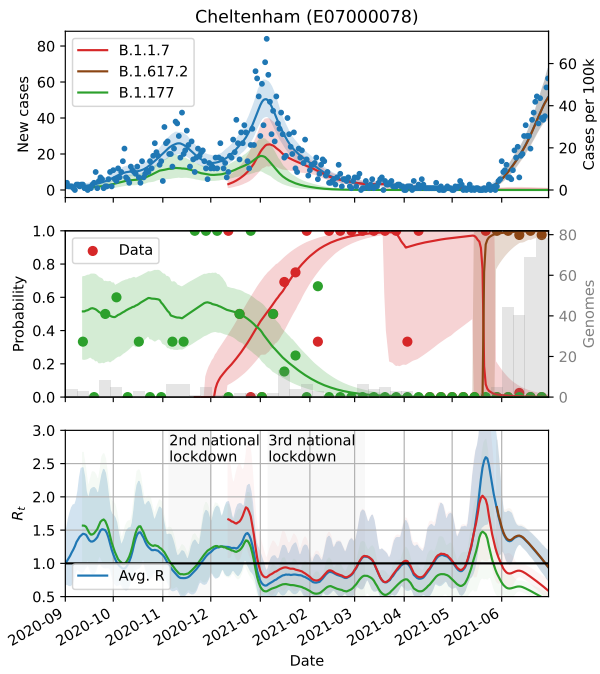 Cheltenham (E07000078)
B.1.1.7
B.1.617.2
B.1.177
New cases
80
60
40
20
0
Cases per 100k
60
40
20
0
Data
Probability
1.0
0.8
0.6
0.4
0.2
0.0
Genomes
80
60
40
20
0
2nd national
lockdown
3rd national
lockdown
Avg. R
Rt
3.0
2.5
2.0
1.5
1.0
0.5
2020-09
2020-10
2020-11
2020-12
2021-01
2021-02
2021-03
2021-04
2021-05
2021-06
Date